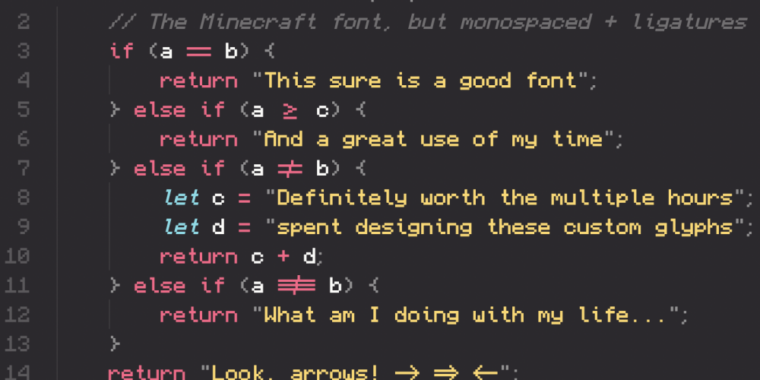 2 // The Minecraft font, but monospaced + ligatures
3 if (a == b) {
4 return "This sure is a good font";
5 } else if (a ≥ c) {
6 return "And a great use of my time";
7 } else if (a ≠ b) {
8 let c = "Definitely worth the multiple hours";
9 let d = "spent designing these custom glyphs";
10 return c + d;
11 } else if (a ≢ b) {
12 return "What am I doing with my life...";
13 }
14 return "Look, arrows! → ⇒ ←";